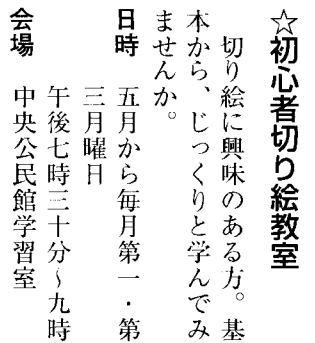 ☆初心者切り絵教室
切り絵に興味のある方。基
本から、じっくりと学んでみ
ませんか。
日時　五月から毎月第一・第
三月曜日
午後七時三十分～九時
会場　中央公民館学習室